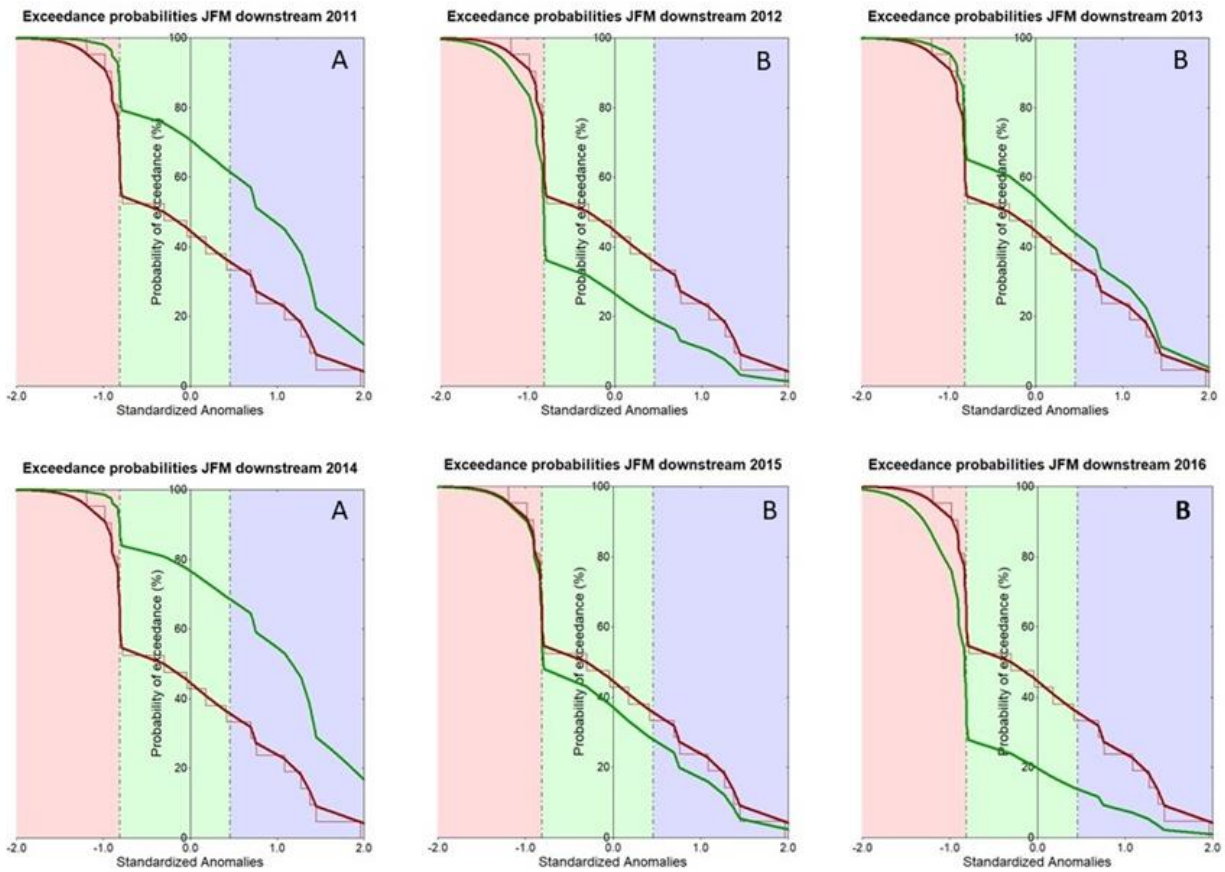 Exceedance probabilities JFM downstream 2011
A
100
80
60
40
20
0
Probability of exceedance (%)
-2.0 -1.0 0.0 1.0 2.0
Standardized Anomalies
Exceedance probabilities JFM downstream 2012
B
100
80
60
40
20
0
Probability of exceedance (%)
-2.0 -1.0 0.0 1.0 2.0
Standardized Anomalies
Exceedance probabilities JFM downstream 2013
B
100
80
60
40
20
0
Probability of exceedance (%)
-2.0 -1.0 0.0 1.0 2.0
Standardized Anomalies
Exceedance probabilities JFM downstream 2014
A
100
80
60
40
20
0
Probability of exceedance (%)
-2.0 -1.0 0.0 1.0 2.0
Standardized Anomalies
Exceedance probabilities JFM downstream 2015
B
100
80
60
40
20
0
Probability of exceedance (%)
-2.0 -1.0 0.0 1.0 2.0
Standardized Anomalies
Exceedance probabilities JFM downstream 2016
B
100
80
60
40
20
0
Probability of exceedance (%)
-2.0 -1.0 0.0 1.0 2.0
Standardized Anomalies